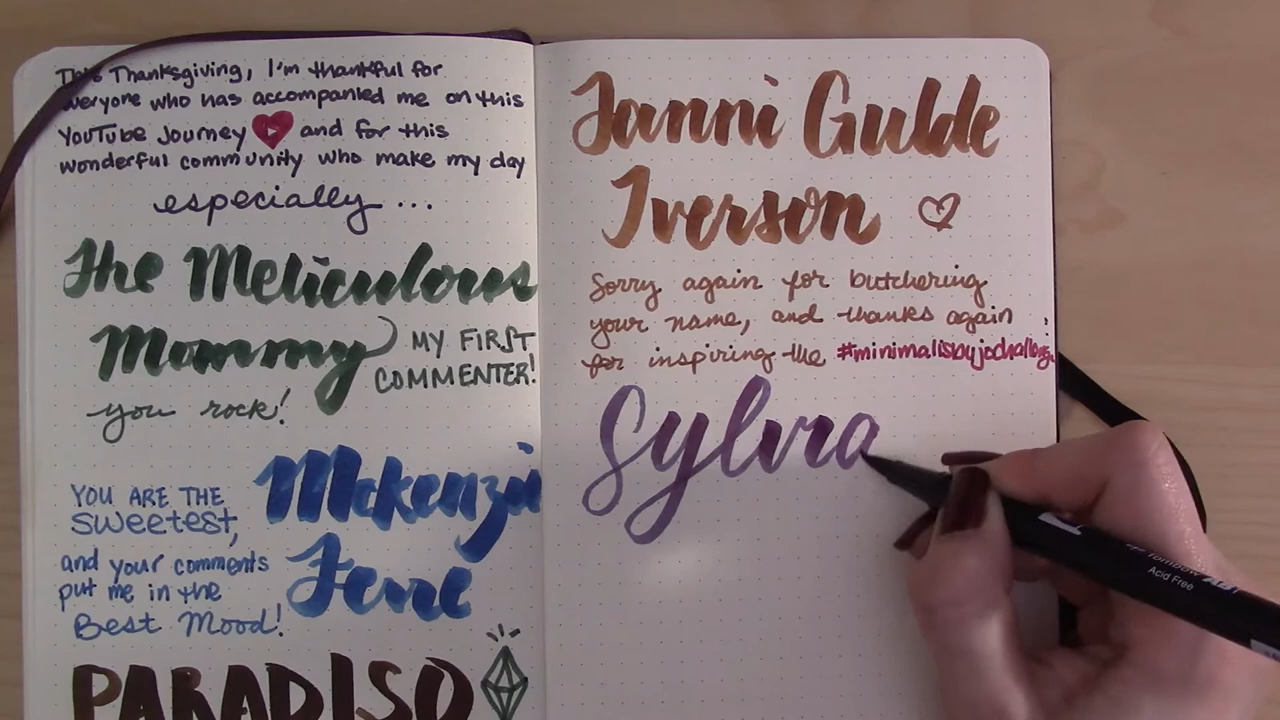 This Thanksgiving, I'm thankful for
everyone who has accompanied me on this
YouTube Journey and for this
wonderful community who make my day
especially ...
The Meticulous
Mommy MY FIRST
COMMENTER!
you rock!
Mckenzie
Jene
YOU ARE THE
sweetest,
and your comments
put me in the
Best Mood!
PARADISO
Janni Gulde
Iverson
Sorry again for butchering
your name, and thanks again
for inspiring the #minimalistbujochallenge
Sylvia
Tombow ABT
Acid Free